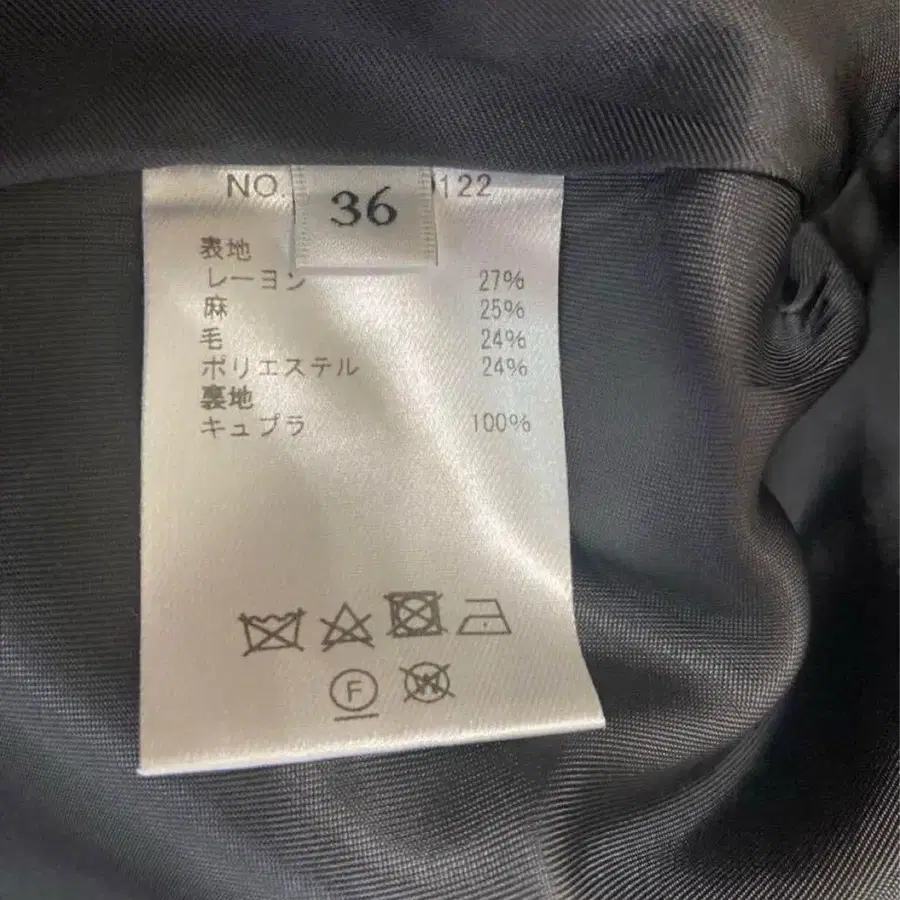 NO. 122
36
表地
レーヨン 27%
麻 25%
毛 24%
ポリエステル 24%
裏地
キュプラ 100%
F W